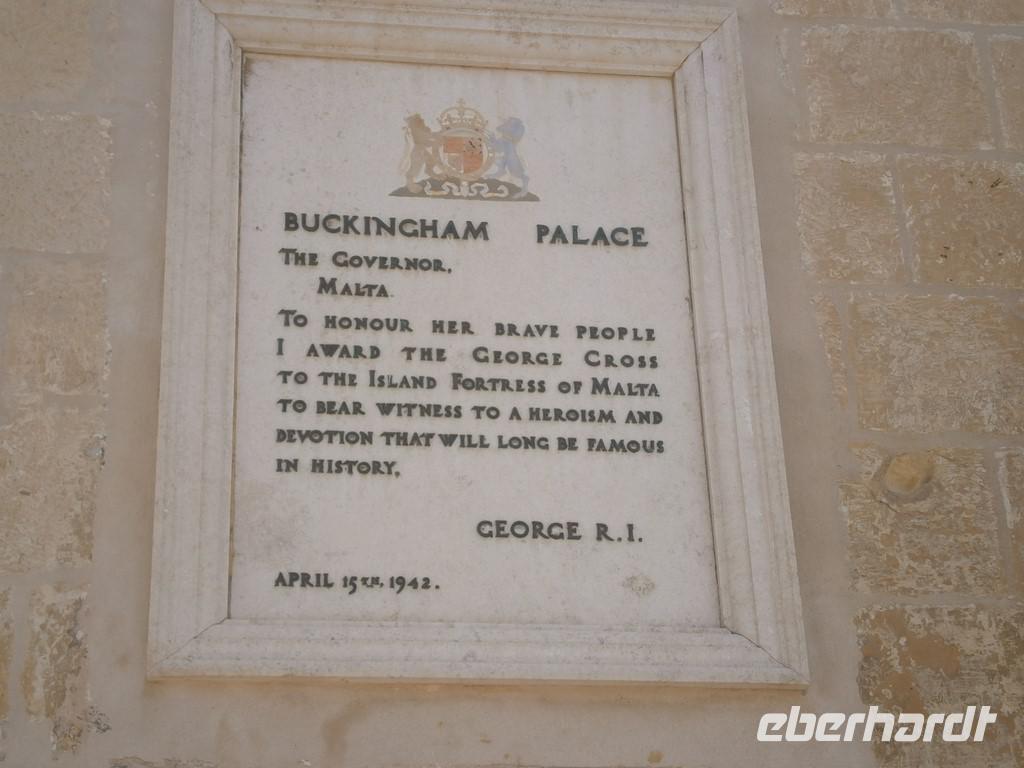 BUCKINGHAM PALACE
THE GOVERNOR,
MALTA.
TO HONOUR HER BRAVE PEOPLE
I AWARD THE GEORGE CROSS
TO THE ISLAND FORTRESS OF MALTA
TO BEAR WITNESS TO A HEROISM AND
DEVOTION THAT WILL LONG BE FAMOUS
IN HISTORY,
GEORGE R.I.
APRIL 15TH, 1942.
eberhardt